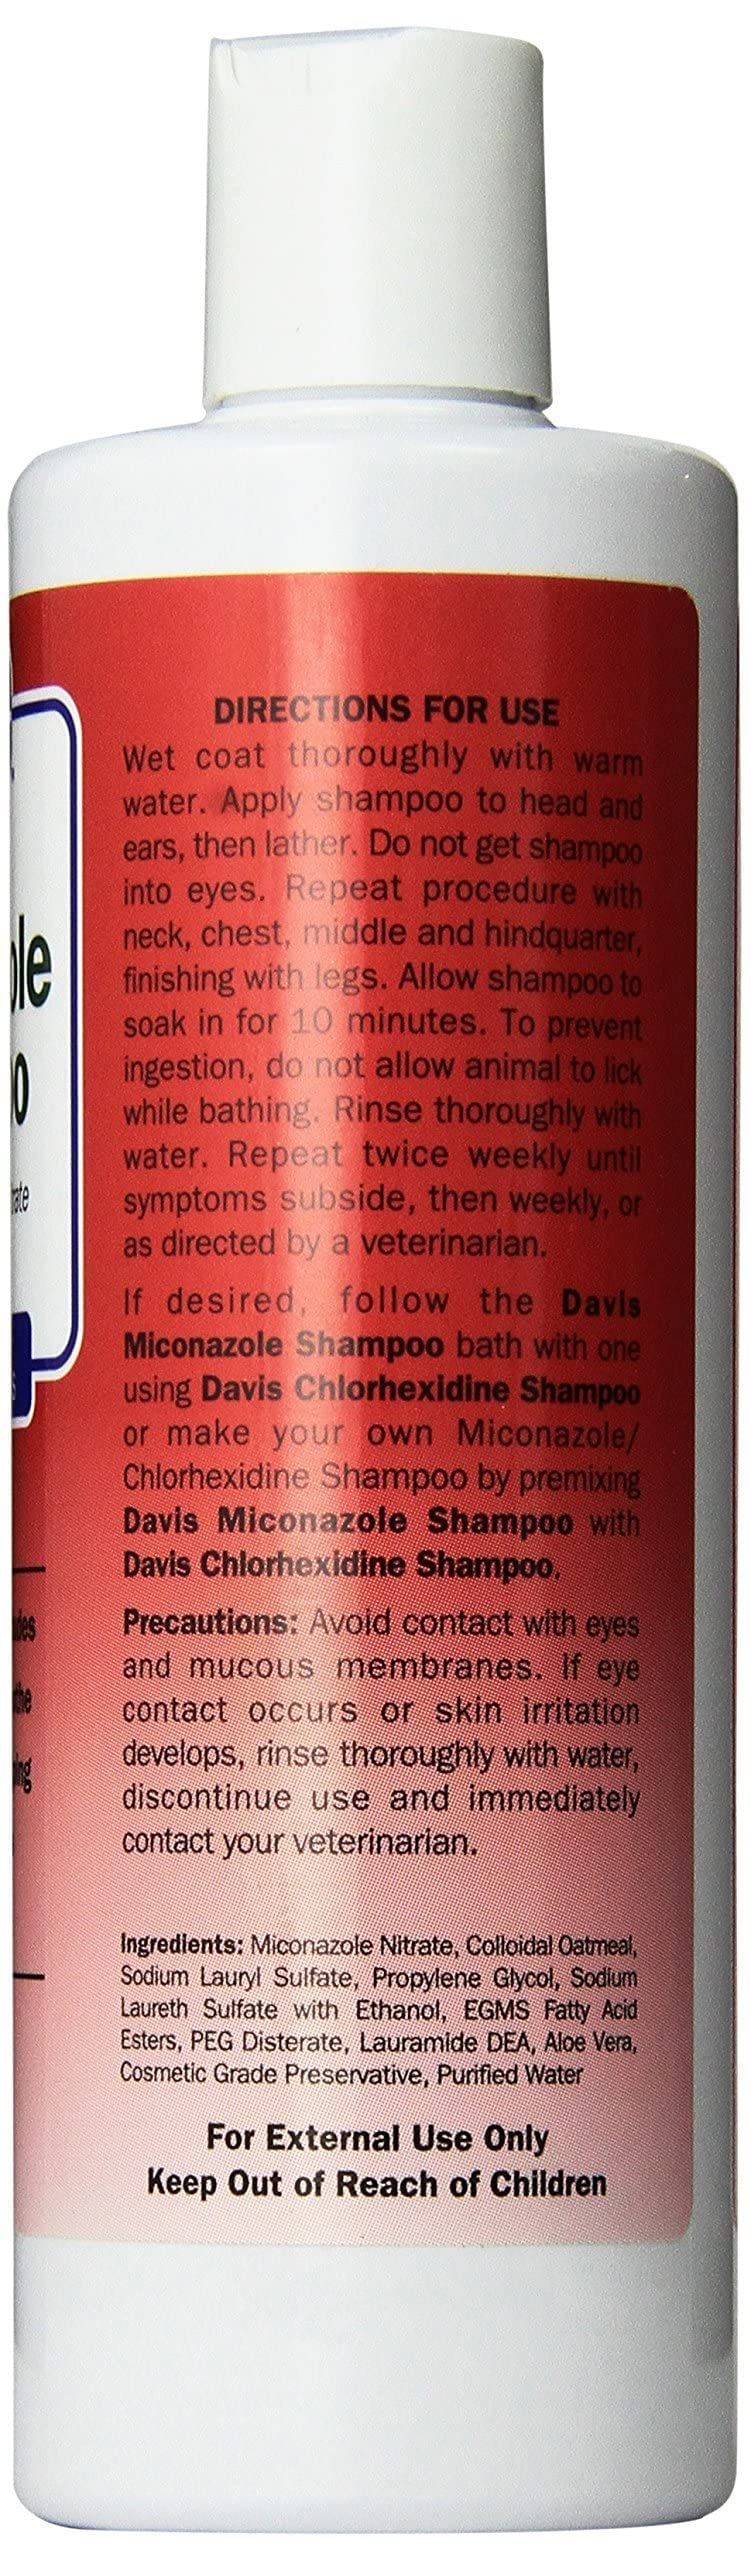 ole
oo
rate
s
DIRECTIONS FOR USE
Wet coat thoroughly with warm
water. Apply shampoo to head and
ears, then lather. Do not get shampoo
into eyes. Repeat procedure with
neck, chest, middle and hindquarter,
finishing with legs. Allow shampoo to
soak in for 10 minutes. To prevent
ingestion, do not allow animal to lick
while bathing. Rinse thoroughly with
water. Repeat twice weekly until
symptoms subside, then weekly, or
as directed by a veterinarian.
If desired, follow the Davis
Miconazole Shampoo bath with one
using Davis Chlorhexidine Shampoo
or make your own Miconazole/
Chlorhexidine Shampoo by premixing
Davis Miconazole Shampoo with
Davis Chlorhexidine Shampoo.
Precautions: Avoid contact with eyes
and mucous membranes. If eye
contact occurs or skin irritation
develops, rinse thoroughly with water,
discontinue use and immediately
contact your veterinarian.
Ingredients: Miconazole Nitrate, Colloidal Oatmeal,
Sodium Lauryl Sulfate, Propylene Glycol, Sodium
Laureth Sulfate with Ethanol, EGMS Fatty Acid
Esters, PEG Disterate, Lauramide DEA, Aloe Vera,
Cosmetic Grade Preservative, Purified Water
For External Use Only
Keep Out of Reach of Children